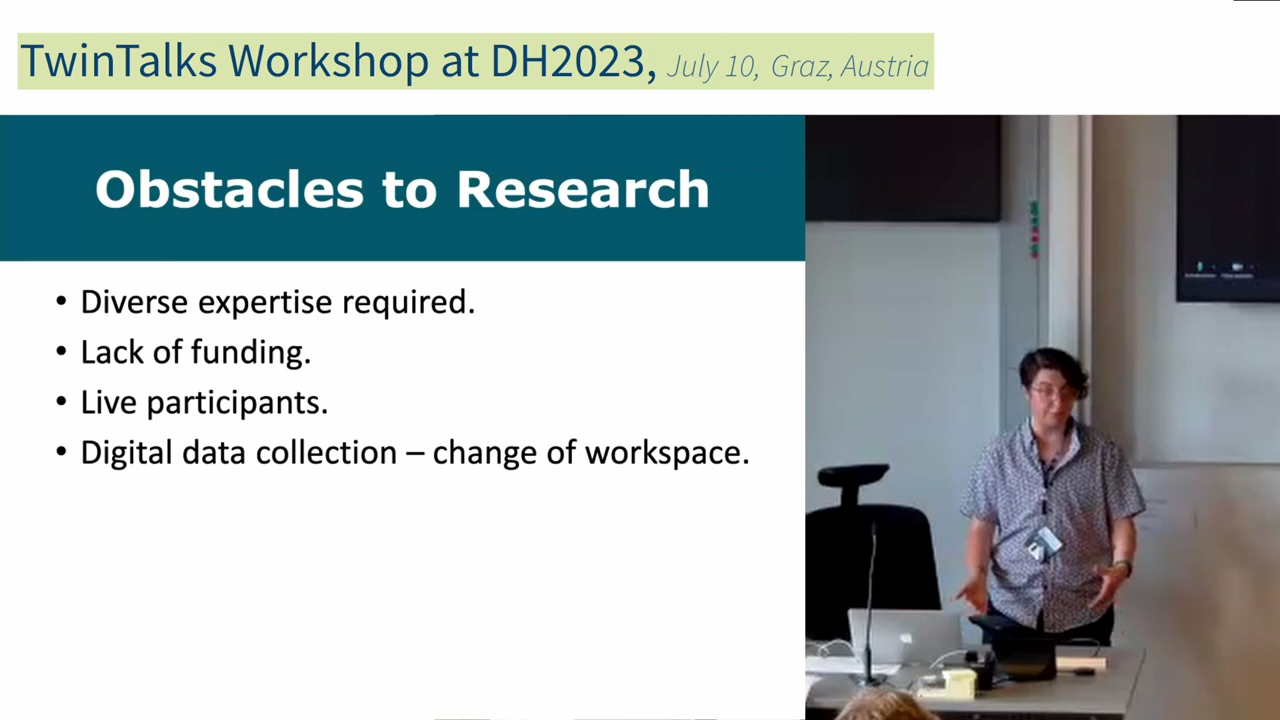 TwinTalks Workshop at DH2023, July 10, Graz, Austria
Obstacles to Research
• Diverse expertise required.
• Lack of funding.
• Live participants.
• Digital data collection – change of workspace.